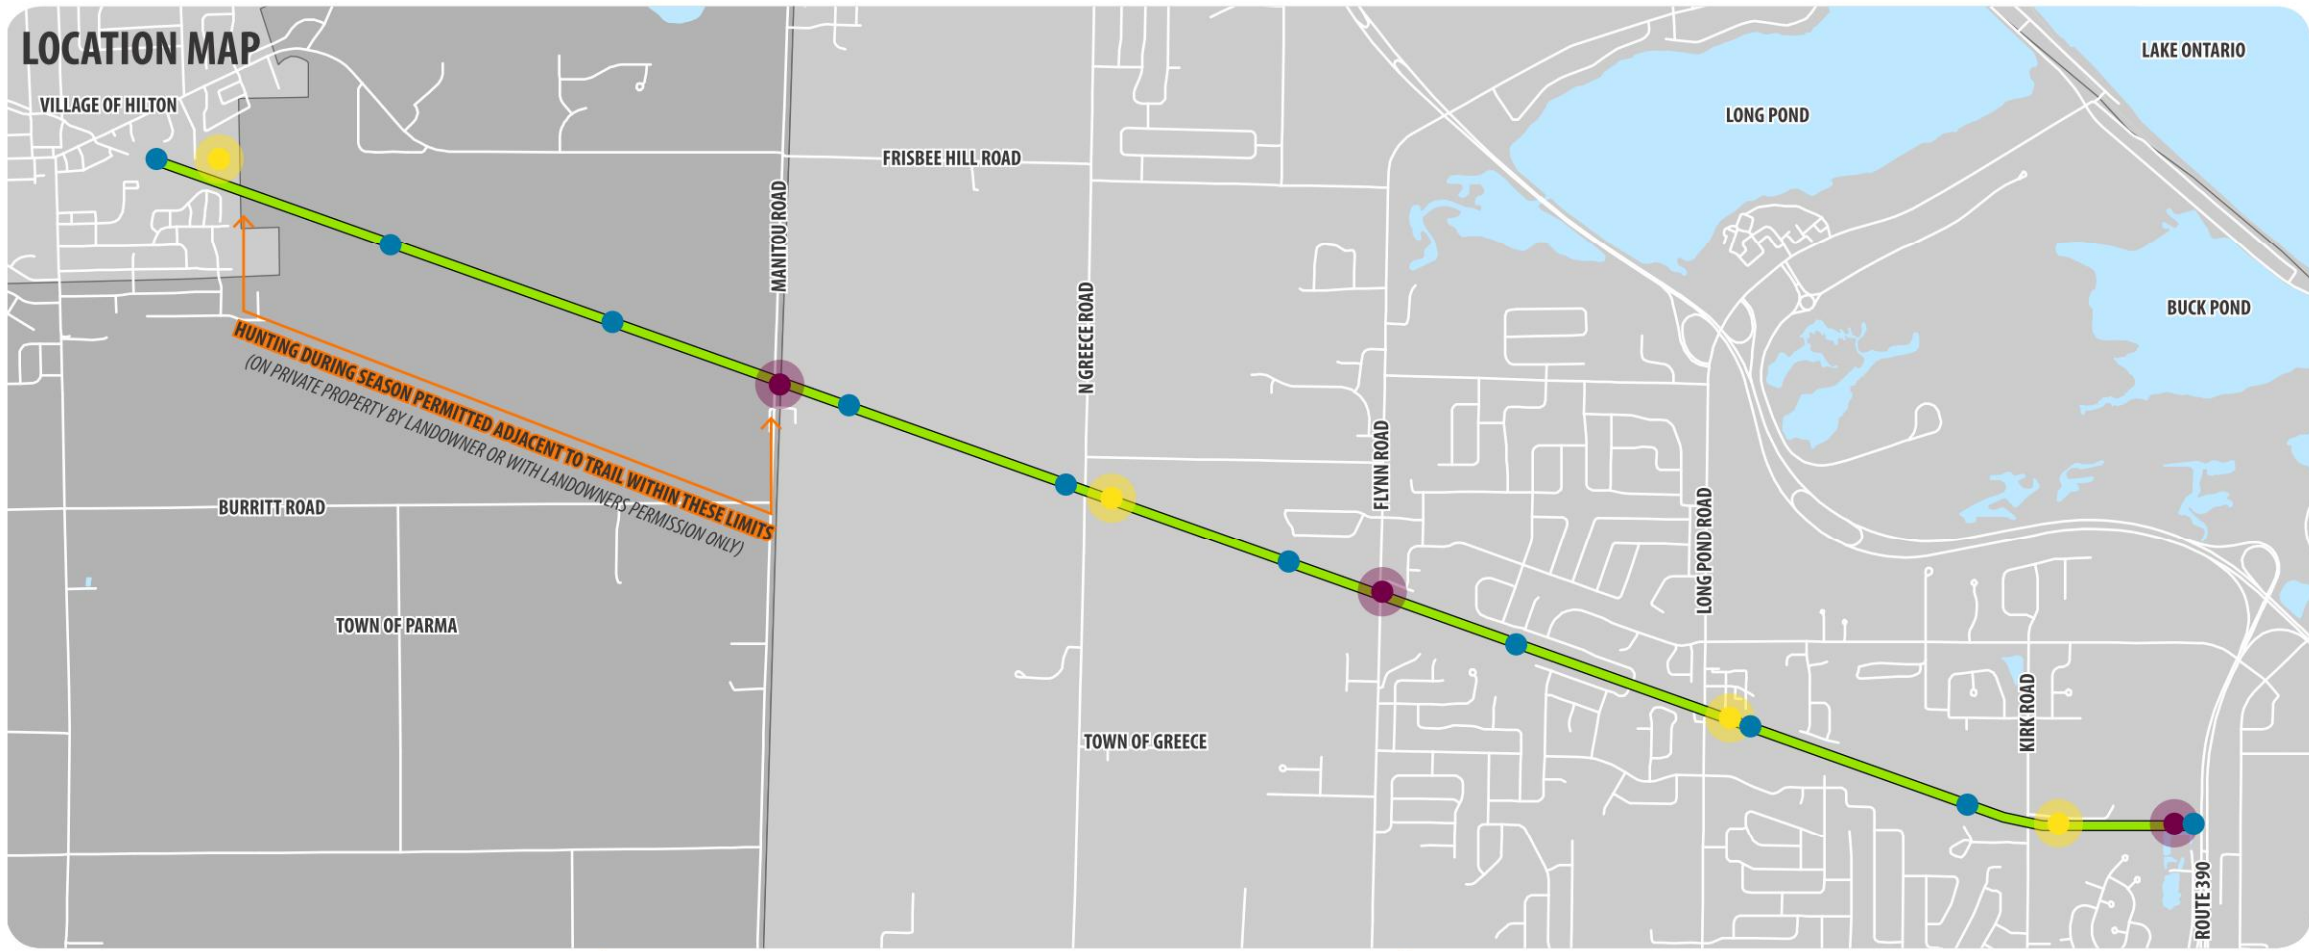 LOCATION MAP
LAKE ONTARIO
VILLAGE OF HILTON
LONG POND
FRISBEE HILL ROAD
MANITOU ROAD
BUCK POND
N GREECE ROAD
HUNTING DURING SEASON PERMITTED ADJACENT TO TRAIL WITHIN THESE LIMITS
(ON PRIVATE PROPERTY BY LANDOWNER OR WITH LANDOWNERS PERMISSION ONLY)
FLYNN ROAD
BURRITT ROAD
LONG POND ROAD
TOWN OF PARMA
KIRK ROAD
TOWN OF GREECE
ROUTE 390